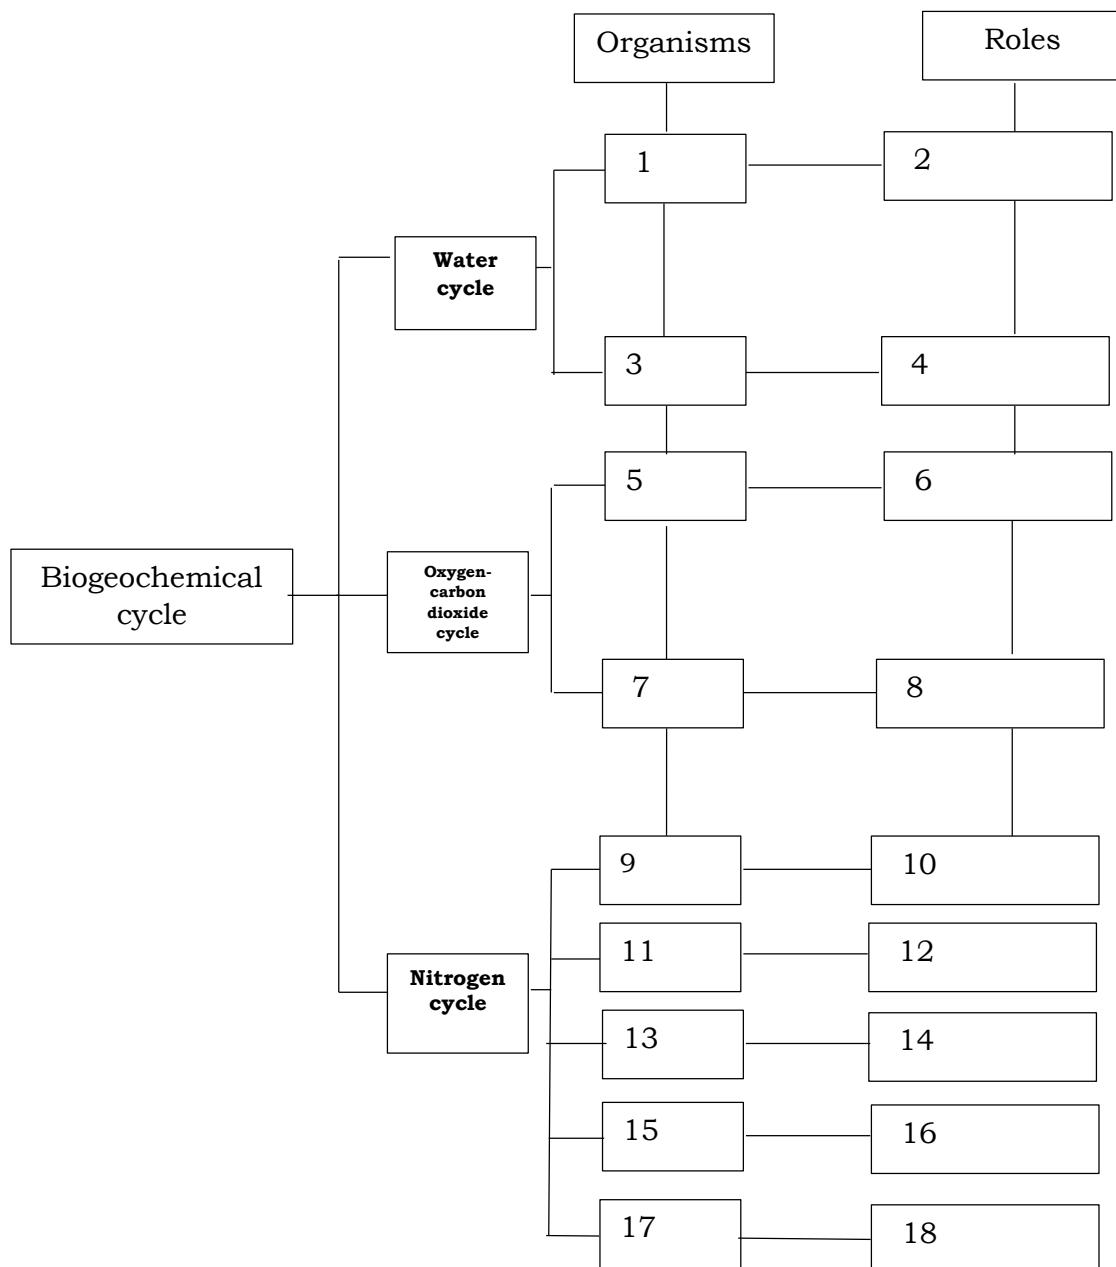 Organisms
Roles
1
2
Water
cycle
3
4
5
6
Biogeochemical
cycle
Oxygen-
carbon
dioxide
cycle
7
8
9
10
11
12
Nitrogen
cycle
13
14
15
16
17
18